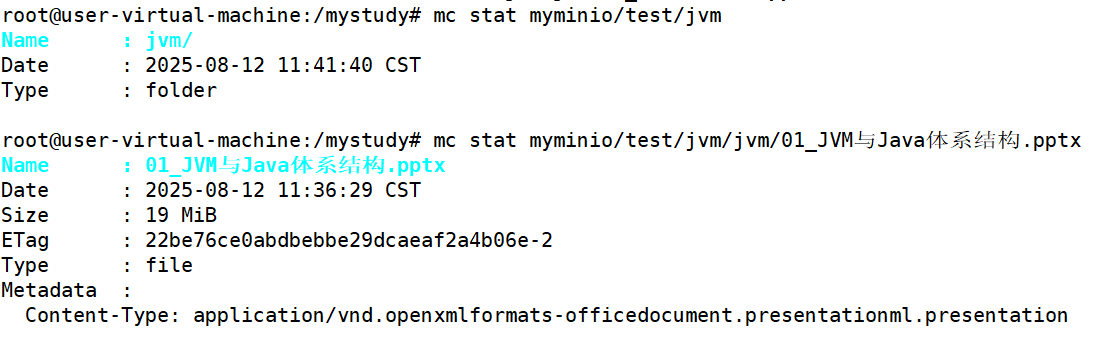 root@user-virtual-machine:/mystudy# mc stat myminio/test/jvm
Name      : jvm/
Date      : 2025-08-12 11:41:40 CST
Type      : folder

root@user-virtual-machine:/mystudy# mc stat myminio/test/jvm/jvm/01_JVM与Java体系结构.pptx
Name      : 01_JVM与Java体系结构.pptx
Date      : 2025-08-12 11:36:29 CST
Size      : 19 MiB
ETag      : 22be76ce0abdbebbe29dcaeaf2a4b06e-2
Type      : file
Metadata  :
  Content-Type: application/vnd.openxmlformats-officedocument.presentationml.presentation